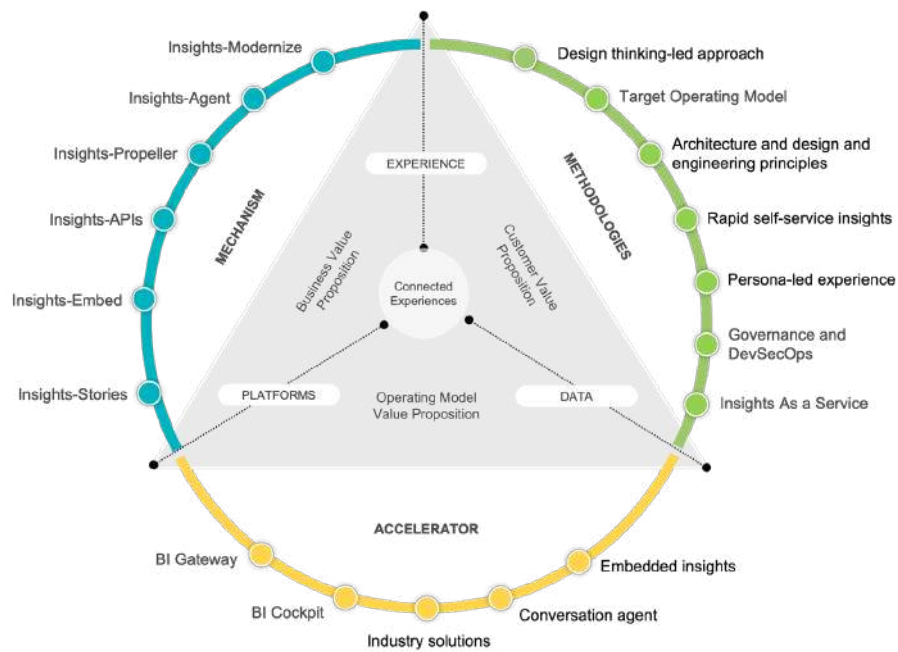 Insights-Modernize
Insights-Agent
Insights-Propeller
Insights-APIs
Insights-Embed
Insights-Stories
MECHANISM
Design thinking-led approach
Target Operating Model
Architecture and design and
engineering principles
Rapid self-service insights
Persona-led experience
Governance and
DevSecOps
Insights As a Service
METHODOLOGIES
EXPERIENCE
Business Value
Proposition
Customer Value
Proposition
Connected
Experiences
PLATFORMS
Operating Model
Value Proposition
DATA
ACCELERATOR
BI Gateway
BI Cockpit
Industry solutions
Conversation agent
Embedded insights